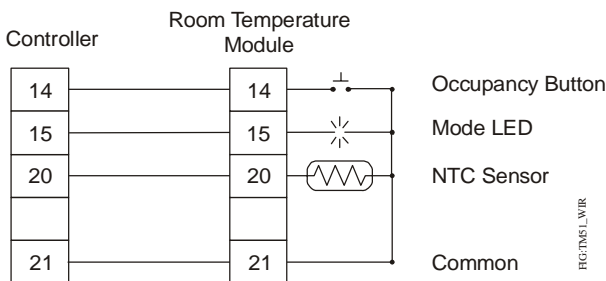 Controller
Room Temperature
Module
14
14
Occupancy Button
15
15
Mode LED
20
20
NTC Sensor
21
21
Common
FIG:TM51_WIR